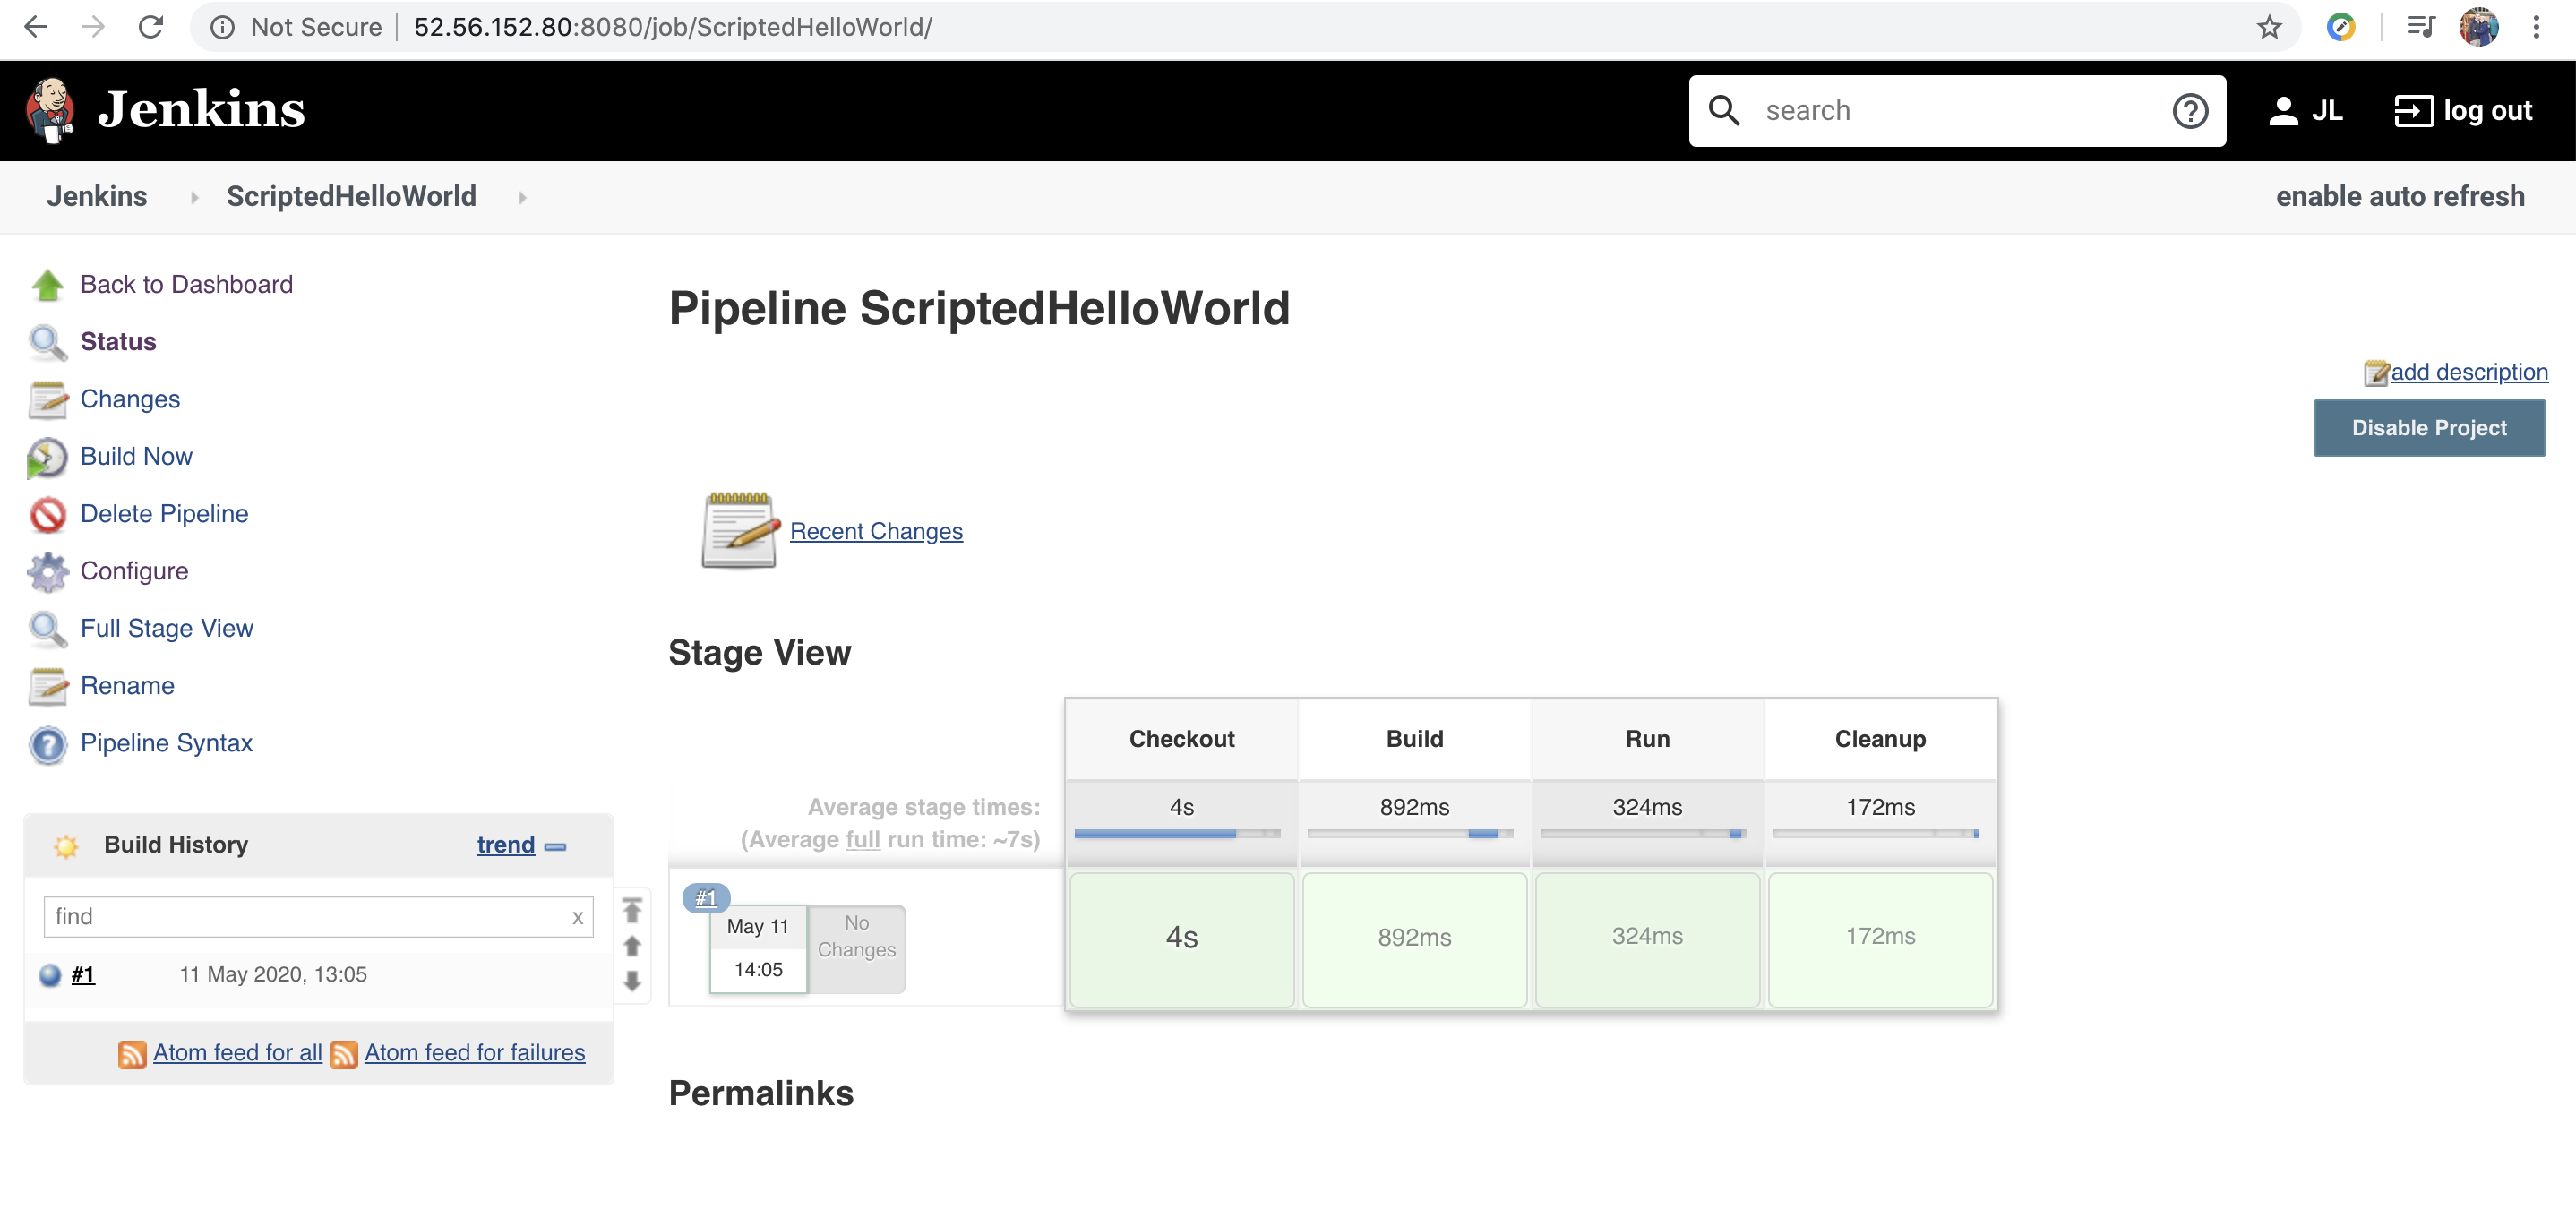 Not Secure 52.56.152.80:8080/job/ScriptedHelloWorld/
Jenkins
search
JL
log out
Jenkins
ScriptedHelloWorld
enable auto refresh
Back to Dashboard
Status
Changes
Build Now
Delete Pipeline
Configure
Full Stage View
Rename
Pipeline Syntax
Build History
trend
find
x
#1
11 May 2020, 13:05
Atom feed for all
Atom feed for failures
Pipeline ScriptedHelloWorld
add description
Disable Project
Recent Changes
Stage View
Checkout Build Run Cleanup
Average stage times:
(Average full run time: ~7s)
4s 892ms 324ms 172ms
#1
May 11
14:05
No
Changes
4s 892ms 324ms 172ms
Permalinks